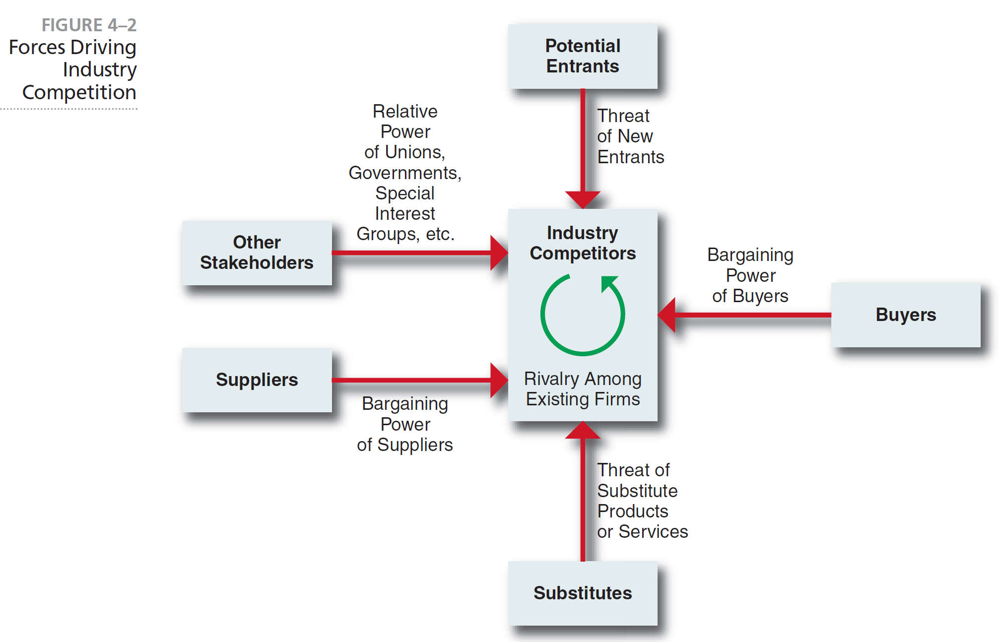 FIGURE 4–2
Forces Driving
Industry
Competition
Potential
Entrants
Threat
of New
Entrants
Relative
Power
of Unions,
Governments,
Special
Interest
Groups, etc.
Other
Stakeholders
Industry
Competitors
Rivalry Among
Existing Firms
Bargaining
Power
of Buyers
Buyers
Suppliers
Bargaining
Power
of Suppliers
Threat of
Substitute
Products
or Services
Substitutes